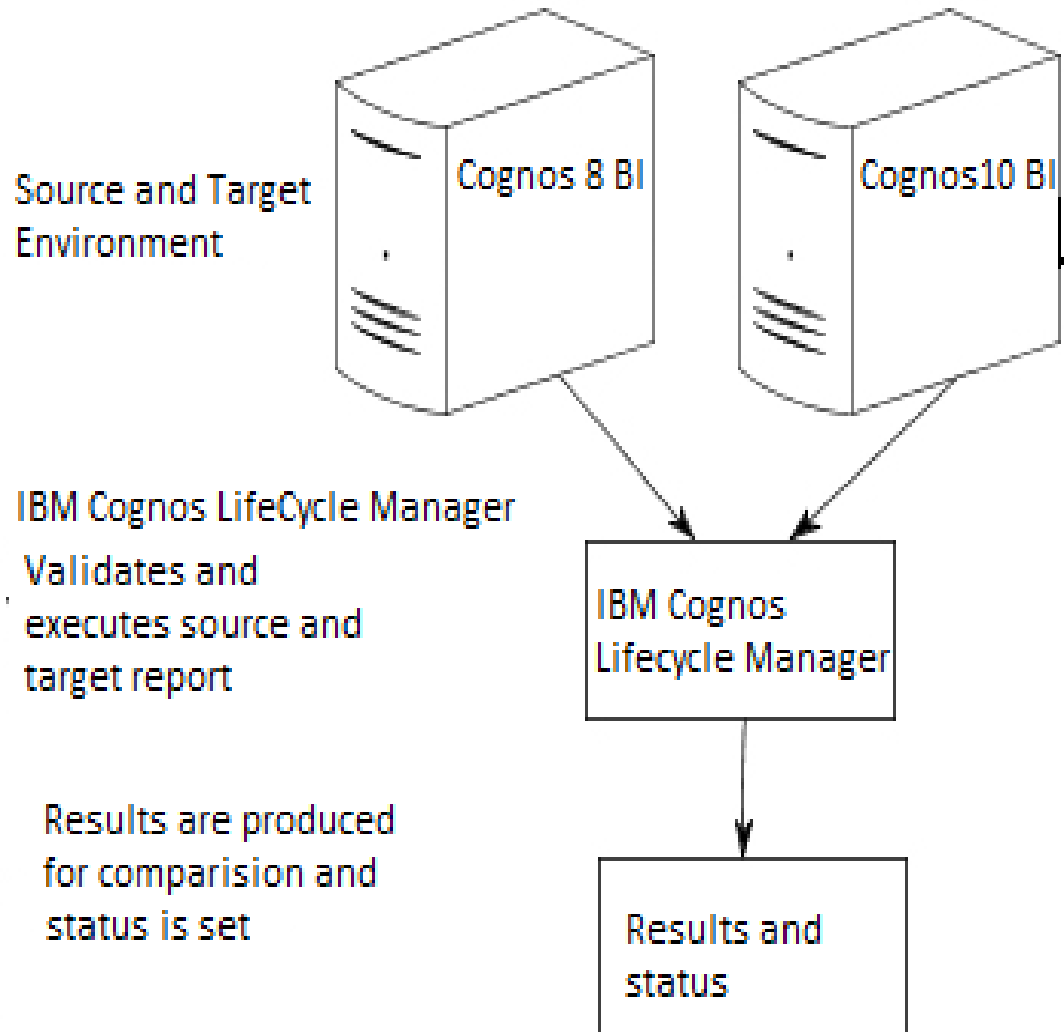 Cognos 8 BI
Cognos10 BI
Source and Target
Environment
IBM Cognos LifeCycle Manager
Validates and
executes source and
target report
IBM Cognos
Lifecycle Manager
Results are produced
for comparision and
status is set
Results and
status